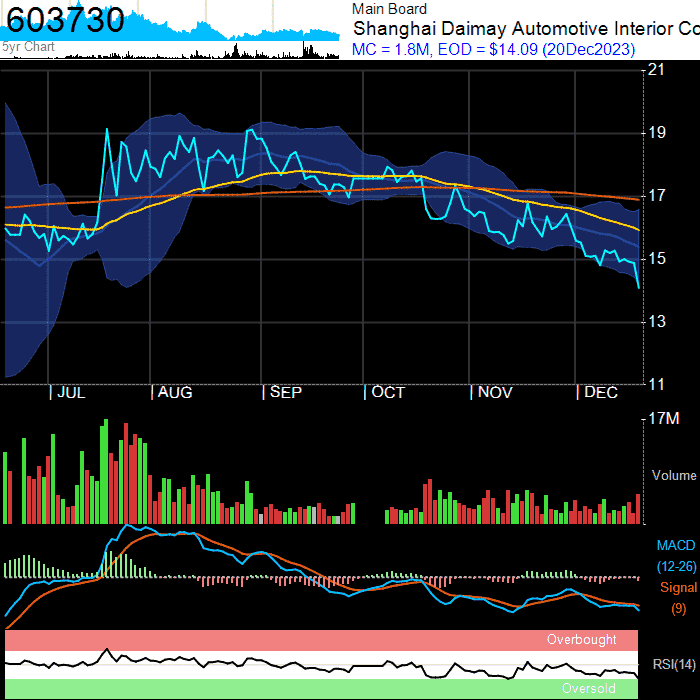 603730
5yr Chart
Main Board
Shanghai Daimay Automotive Interior Co
MC = 1.8M, EOD = $14.09 (20Dec2023)
21
19
17
15
13
11
JUL AUG SEP OCT NOV DEC
17M
Volume
MACD
(12-26)
Signal
(9)
Overbought
RSI(14)
Oversold